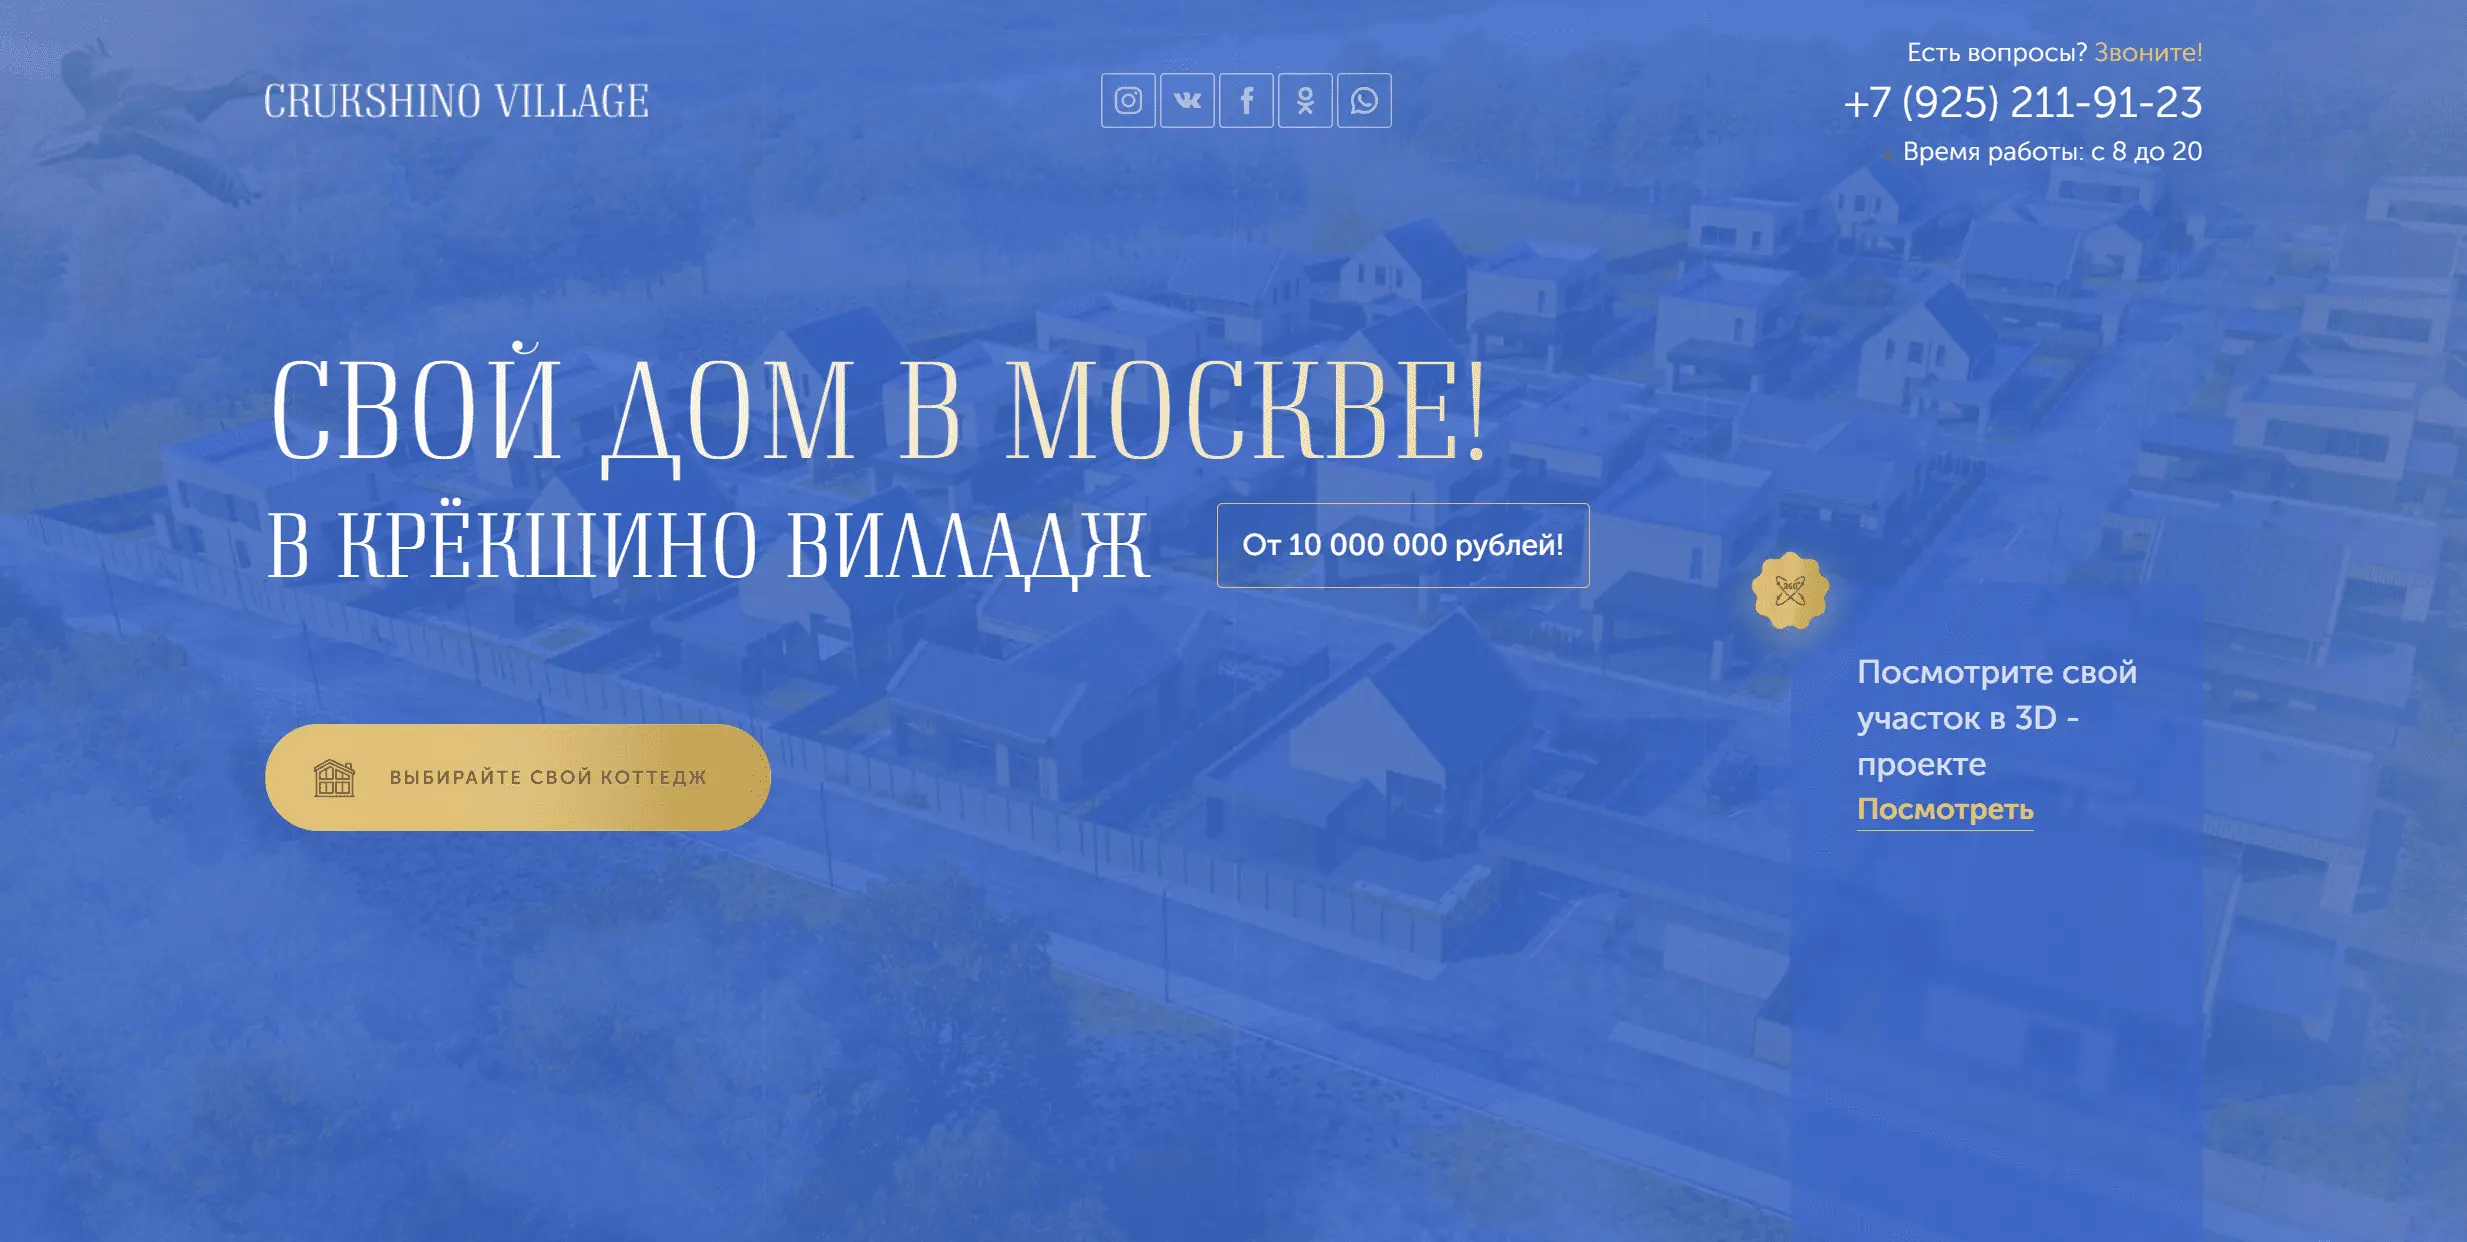 CRUKSHINO VILLAGE
Есть вопросы? Звоните!
+7 (925) 211-91-23
Время работы: с 8 до 20
СВОЙ ДОМ В МОСКВЕ!
В КРЁКШИНО ВИЛЛАДЖ
От 10 000 000 рублей!
360°
Посмотрите свой
участок в 3D -
проекте
Посмотреть
ВЫБИРАЙТЕ СВОЙ КОТТЕДЖ